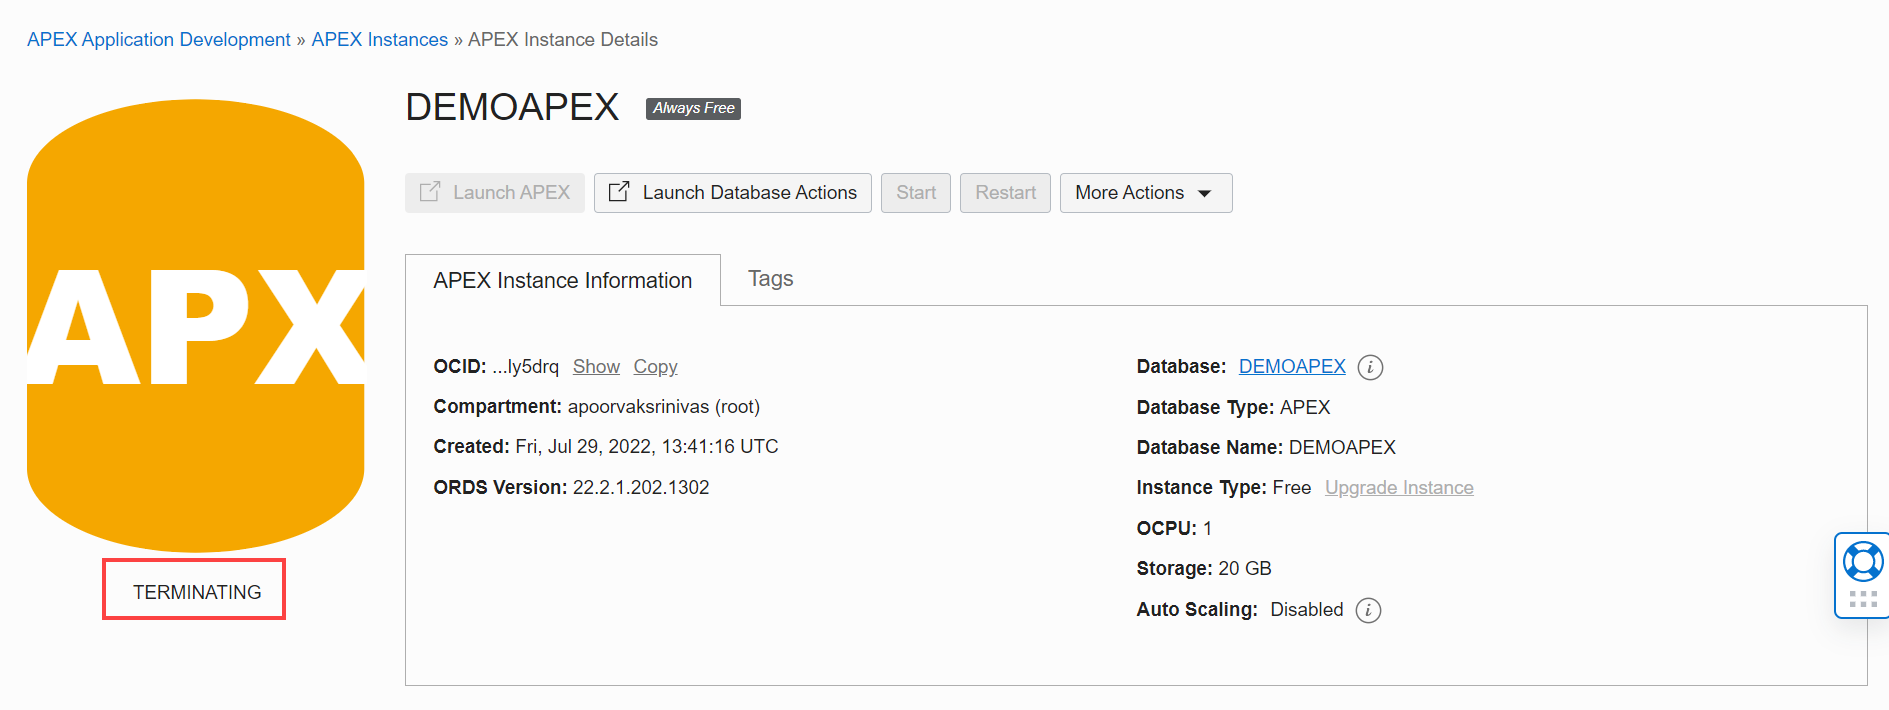 APEX Application Development » APEX Instances » APEX Instance Details
DEMOAPEX Always Free
Launch APEX Launch Database Actions Start Restart More Actions
APX
TERMINATING
APEX Instance Information Tags
OCID: ...ly5drq Show Copy
Compartment: apoorvaksrinivas (root)
Created: Fri, Jul 29, 2022, 13:41:16 UTC
ORDS Version: 22.2.1.202.1302
Database: DEMOAPEX i
Database Type: APEX
Database Name: DEMOAPEX
Instance Type: Free Upgrade Instance
OCPU: 1
Storage: 20 GB
Auto Scaling: Disabled i